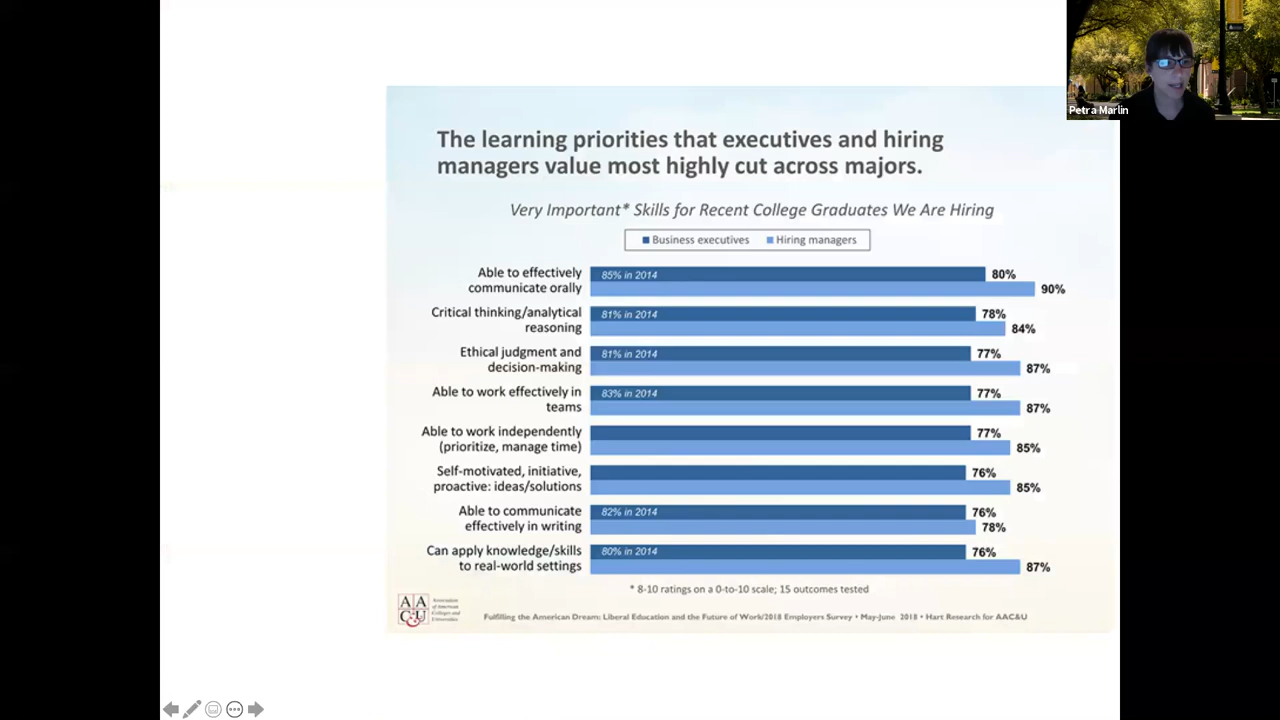 Petra Marlin
The learning priorities that executives and hiring
managers value most highly cut across majors.
Very Important* Skills for Recent College Graduates We Are Hiring
Business executives Hiring managers
Able to effectively
communicate orally
85% in 2014 80%
90%
Critical thinking/analytical
reasoning
81% in 2014 78%
84%
Ethical judgment and
decision-making
81% in 2014 77%
87%
Able to work effectively in
teams
83% in 2014 77%
87%
Able to work independently
(prioritize, manage time)
77%
85%
Self-motivated, initiative,
proactive: ideas/solutions
76%
85%
Able to communicate
effectively in writing
82% in 2014 76%
78%
Can apply knowledge/skills
to real-world settings
80% in 2014 76%
87%
* 8-10 ratings on a 0-to-10 scale; 15 outcomes tested
A A
C&U
Association
of American
Colleges and
Universities
Fulfilling the American Dream: Liberal Education and the Future of Work/2018 Employers Survey • May-June 2018 • Hart Research for AAC&U